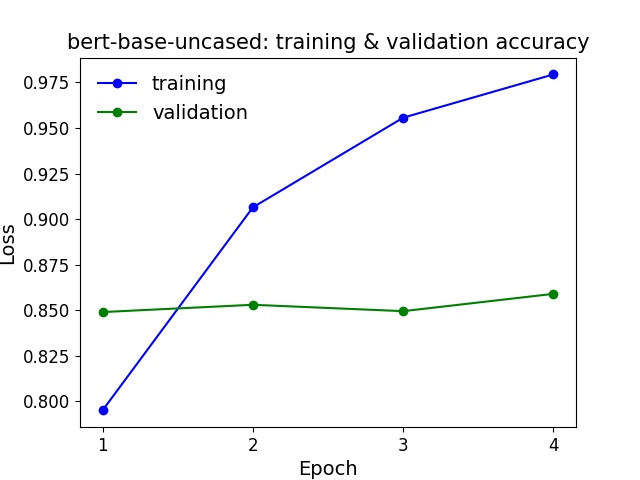 bert-base-uncased: training & validation accuracy
training
validation
0.975
0.950
0.925
0.900
0.875
0.850
0.825
0.800
Loss
1 2 3 4
Epoch